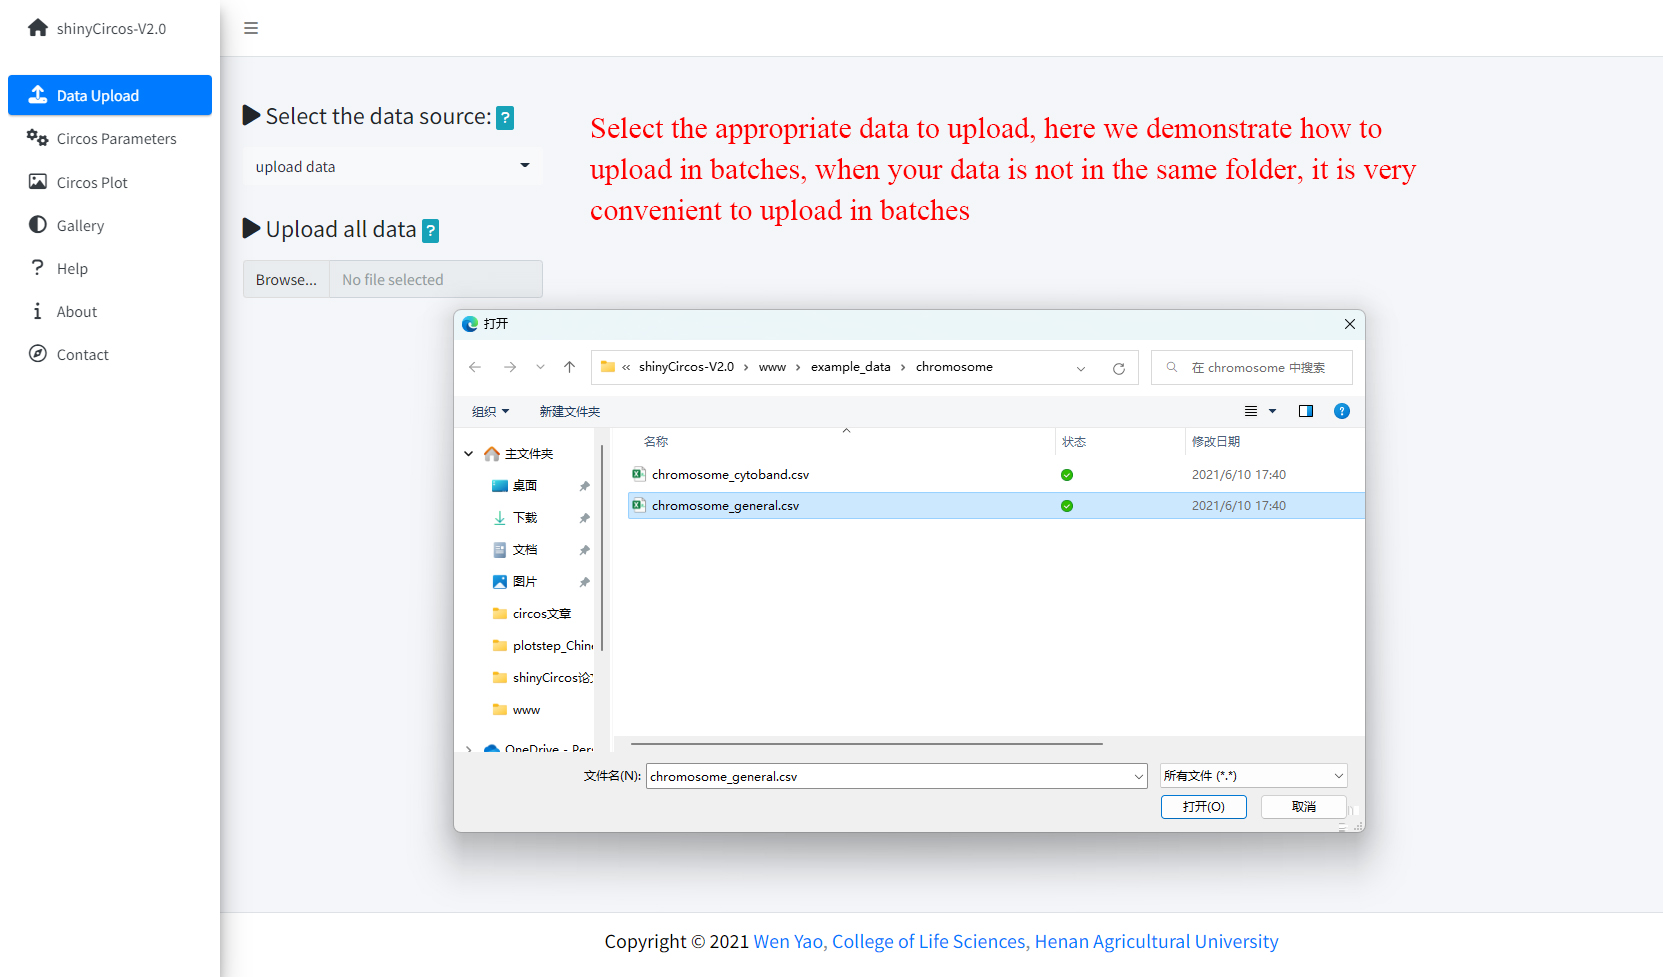 shinyCircos-V2.0
Data Upload
Circos Parameters
Circos Plot
Gallery
Help
About
Contact
Select the data source: ?
upload data
Upload all data ?
Browse... No file selected
Select the appropriate data to upload, here we demonstrate how to
upload in batches, when your data is not in the same folder, it is very
convenient to upload in batches
打开
« shinyCircos-V2.0 › www › example_data › chromosome
在 chromosome 中搜索
组织 新建文件夹
名称 状态 修改日期
chromosome_cytoband.csv 2021/6/10 17:40
chromosome_general.csv 2021/6/10 17:40
主文件夹
桌面
下载
文档
图片
circos文章
plotstep_Chine
shinyCircos论文
www
OneDrive - Pers
文件名(N): chromosome_general.csv 所有文件 (*.*)
打开(O) 取消
Copyright © 2021 Wen Yao, College of Life Sciences, Henan Agricultural University